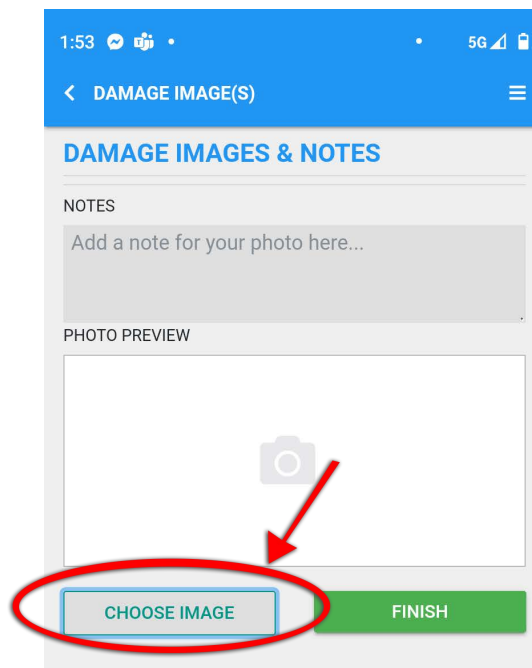 1:53
5G
DAMAGE IMAGE(S)
DAMAGE IMAGES & NOTES
NOTES
Add a note for your photo here...
PHOTO PREVIEW
CHOOSE IMAGE
FINISH